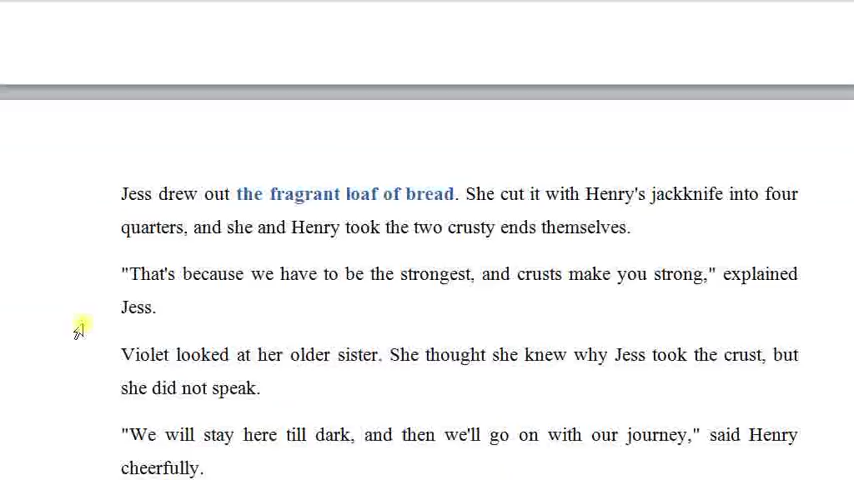 Jess drew out the fragrant loaf of bread. She cut it with Henry's jackknife into four
quarters, and she and Henry took the two crusty ends themselves.
"That's because we have to be the strongest, and crusts make you strong," explained
Jess.
Violet looked at her older sister. She thought she knew why Jess took the crust, but
she did not speak.
"We will stay here till dark, and then we'll go on with our journey," said Henry
cheerfully.